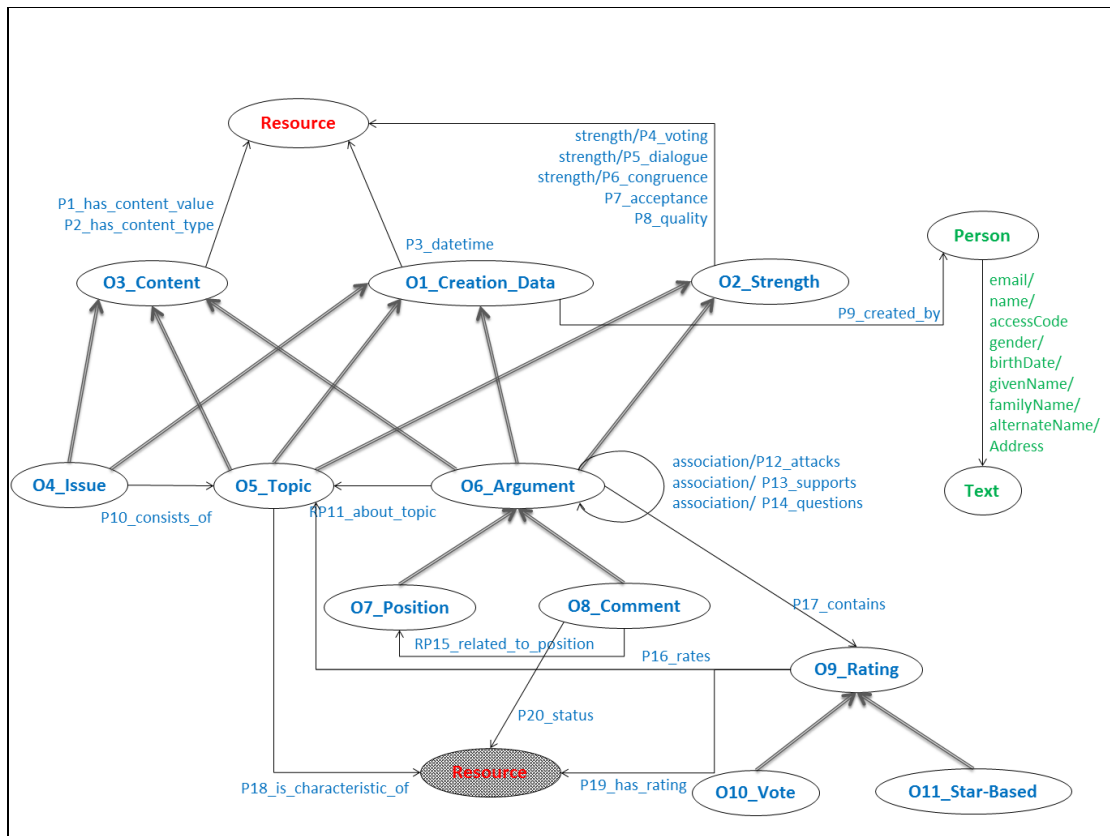 Resource
strength/P4_voting
strength/P5_dialogue
strength/P6_congruence
P7_acceptance
P8_quality
P1_has_content_value
P2_has_content_type
P3_datetime
Person
O3_Content
O1_Creation_Data
O2_Strength
P9_created_by
email/
name/
accessCode
gender/
birthDate/
givenName/
familyName/
alternateName/
Address
Text
O4_Issue
O5_Topic
O6_Argument
association/P12_attacks
association/ P13_supports
association/ P14_questions
P10_consists_of
RP11_about_topic
O7_Position
O8_Comment
P17_contains
RP15_related_to_position
P16_rates
O9_Rating
P20_status
Resource
P18_is_characteristic_of
P19_has_rating
O10_Vote
O11_Star-Based